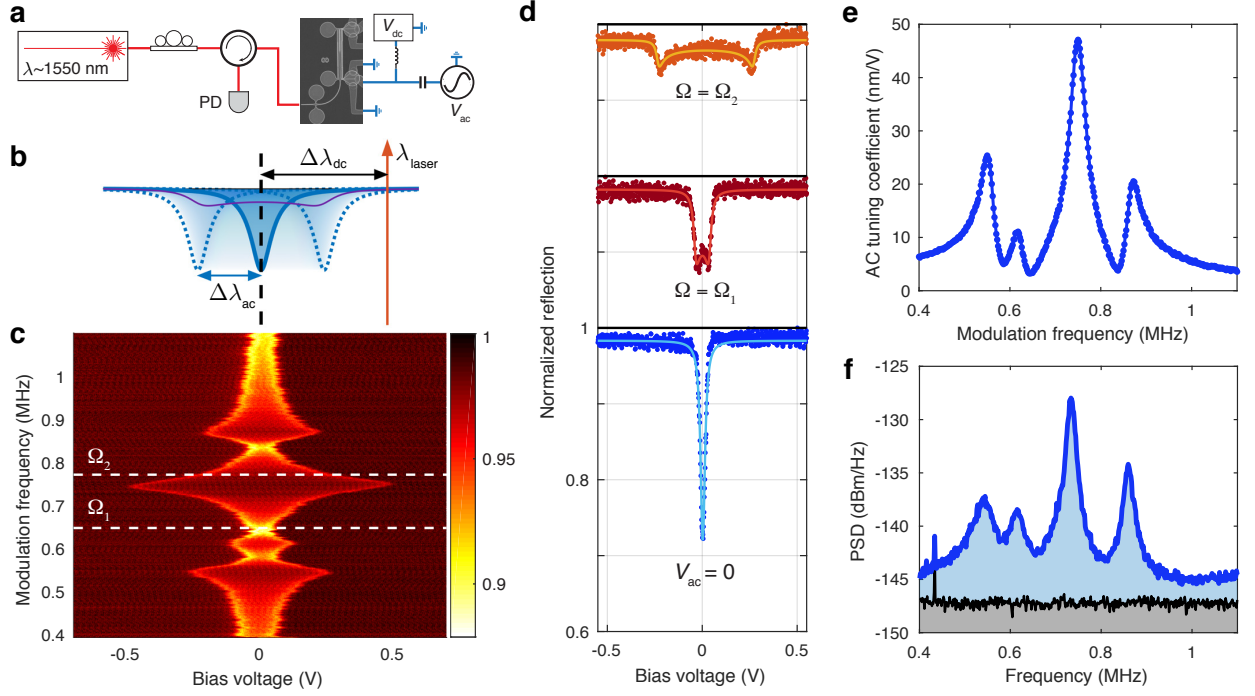 a
λ~1550 nm
PD
V_dc
V_ac
b
Δλ_dc
λ_laser
Δλ_ac
c
Modulation frequency (MHz)
1
0.9
0.8
0.7
0.6
0.5
0.4
Ω_2
Ω_1
-0.5
0
0.5
Bias voltage (V)
1
0.95
0.9
d
Normalized reflection
Ω = Ω_2
Ω = Ω_1
1
0.9
0.8
0.7
0.6
V_ac = 0
-0.5
0
0.5
Bias voltage (V)
e
AC tuning coefficient (nm/V)
50
40
30
20
10
0
0.4
0.6
0.8
1
Modulation frequency (MHz)
f
PSD (dBm/Hz)
-125
-130
-135
-140
-145
-150
0.4
0.6
0.8
1
Frequency (MHz)